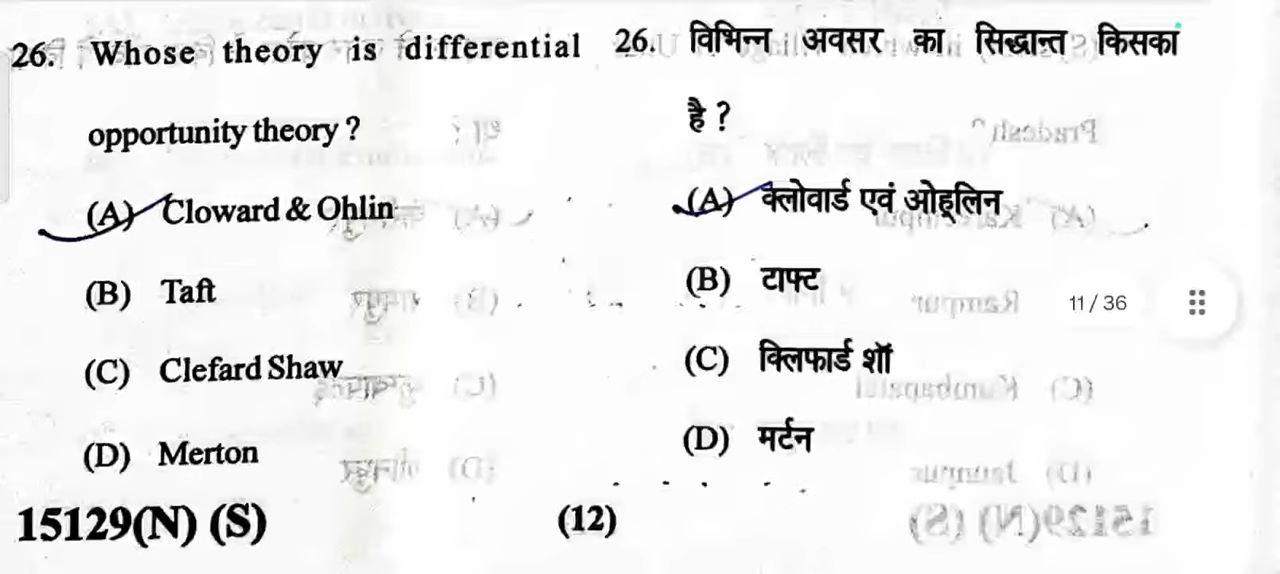 26. Whose theory is differential
opportunity theory ?
(A) Cloward & Ohlin
(B) Taft
(C) Clefard Shaw
(D) Merton
15129(N) (S)
(12)
26. विभिन्न अवसर का सिद्धान्त किसका
है ?
(A) क्लोवार्ड एवं ओह्लिन
(B) टाफ्ट
(C) क्लिफार्ड शॉ
(D) मर्टन
11 / 36